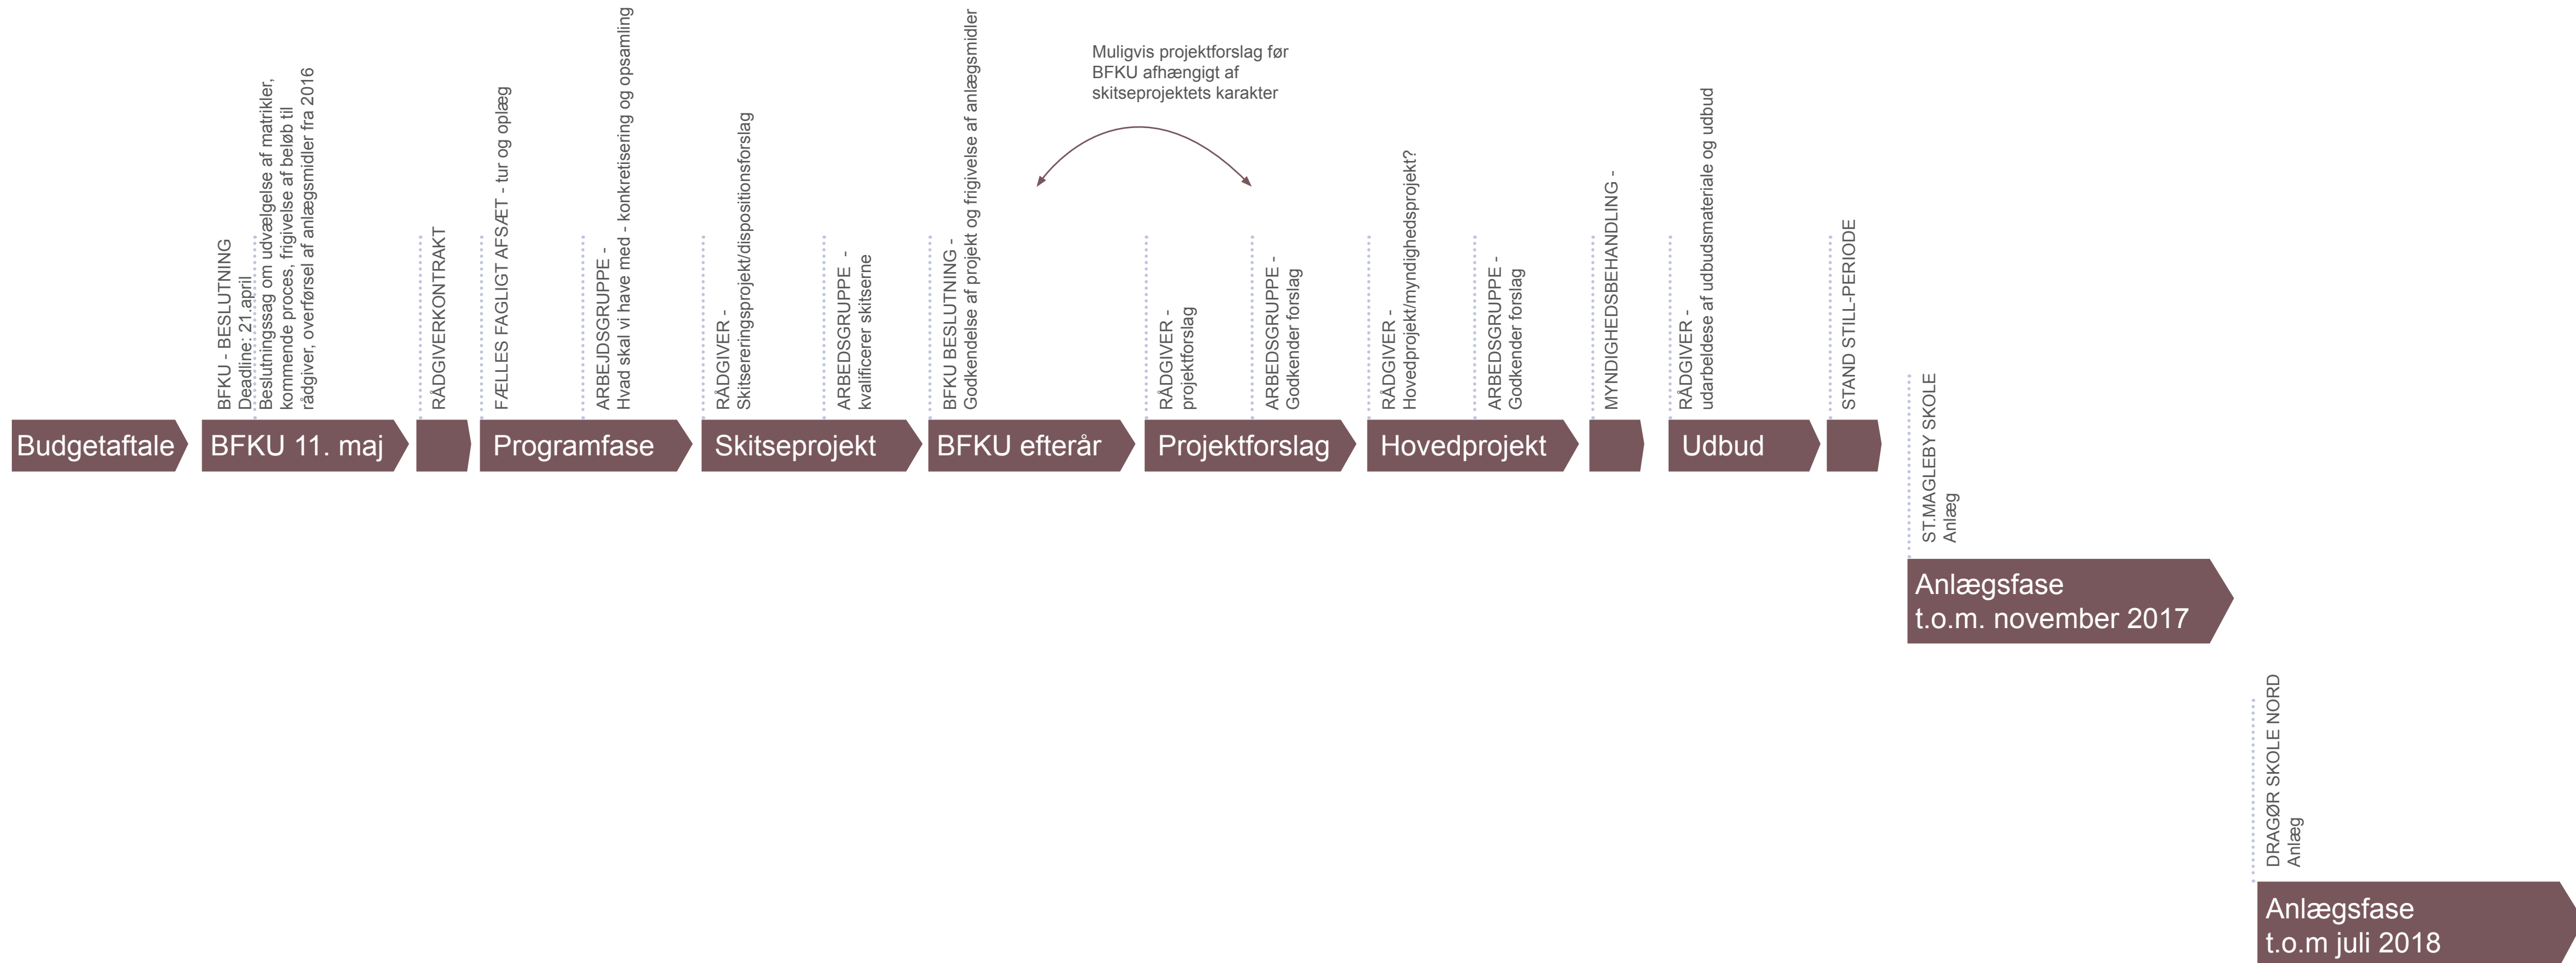 Muligvis projektforslag før
BFKU afhængigt af
skitseprojektets karakter
BFKU - BESLUTNING
Deadline: 21.april
Beslutningssag om udvælgelse af matrikler,
kommende proces, frigivelse af beløb til
rådgiver, overførsel af anlægsmidler fra 2016
RÅDGIVERKONTRAKT
FÆLLES FAGLIGT AFSÆT - tur og oplæg
ARBEJDSGRUPPE -
Hvad skal vi have med - konkretisering og opsamling
RÅDGIVER -
Skitsereringsprojekt/dispositionsforslag
ARBEDSGRUPPE -
kvalificerer skitserne
BFKU BESLUTNING -
Godkendelse af projekt og frigivelse af anlægsmidler
RÅDGIVER -
projektforslag
ARBEDSGRUPPE -
Godkender forslag
RÅDGIVER -
Hovedprojekt/myndighedsprojekt?
ARBEDSGRUPPE -
Godkender forslag
MYNDIGHEDSBEHANDLING -
RÅDGIVER -
udarbeldese af udbudsmateriale og udbud
STAND STILL-PERIODE
Budgetaftale
BFKU 11. maj
Programfase
Skitseprojekt
BFKU efterår
Projektforslag
Hovedprojekt
Udbud
ST.MAGLEBY SKOLE
Anlæg
Anlægsfase
t.o.m. november 2017
DRAGØR SKOLE NORD
Anlæg
Anlægsfase
t.o.m juli 2018